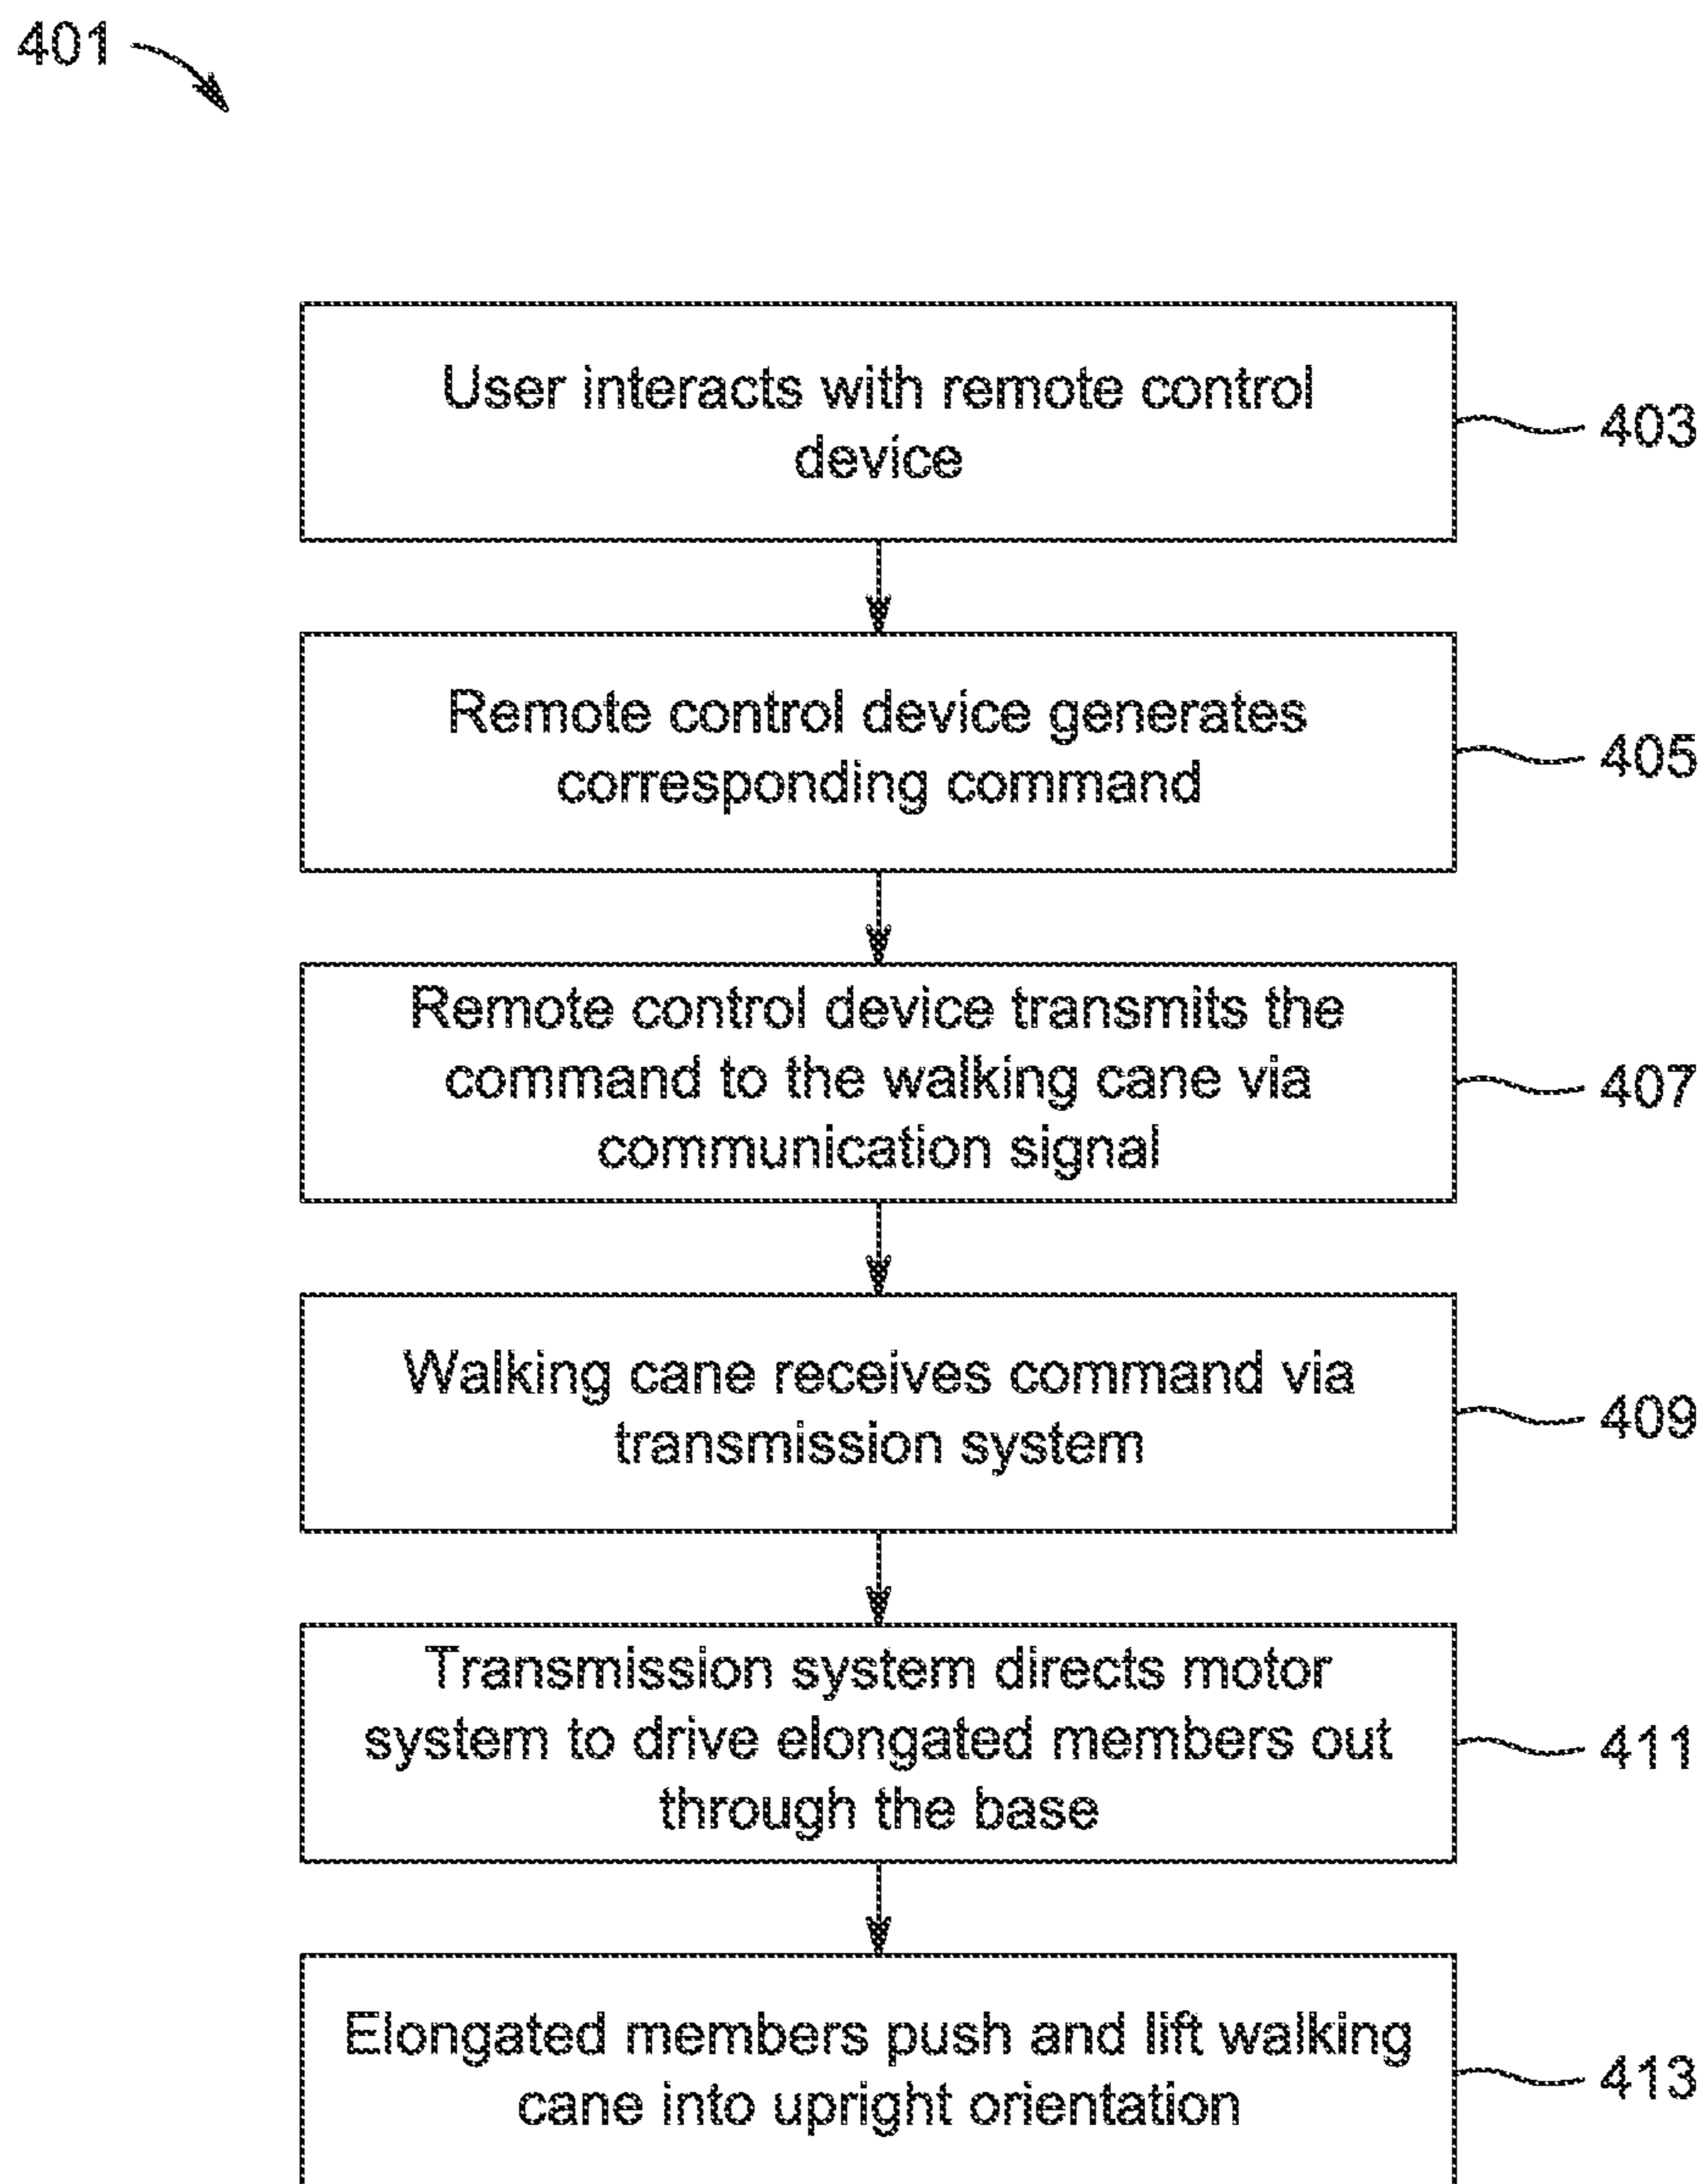 401
User interacts with remote control
device
403
Remote control device generates
corresponding command
405
Remote control device transmits the
command to the walking cane via
communication signal
407
Walking cane receives command via
transmission system
409
Transmission system directs motor
system to drive elongated members out
through the base
411
Elongated members push and lift walking
cane into upright orientation
413